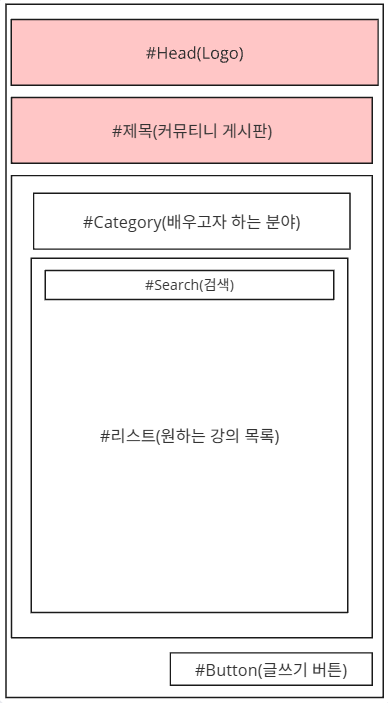 #Head(Logo)
#제목(커뮤티니 게시판)
#Category(배우고자 하는 분야)
#Search(검색)
#리스트(원하는 강의 목록)
#Button(글쓰기 버튼)